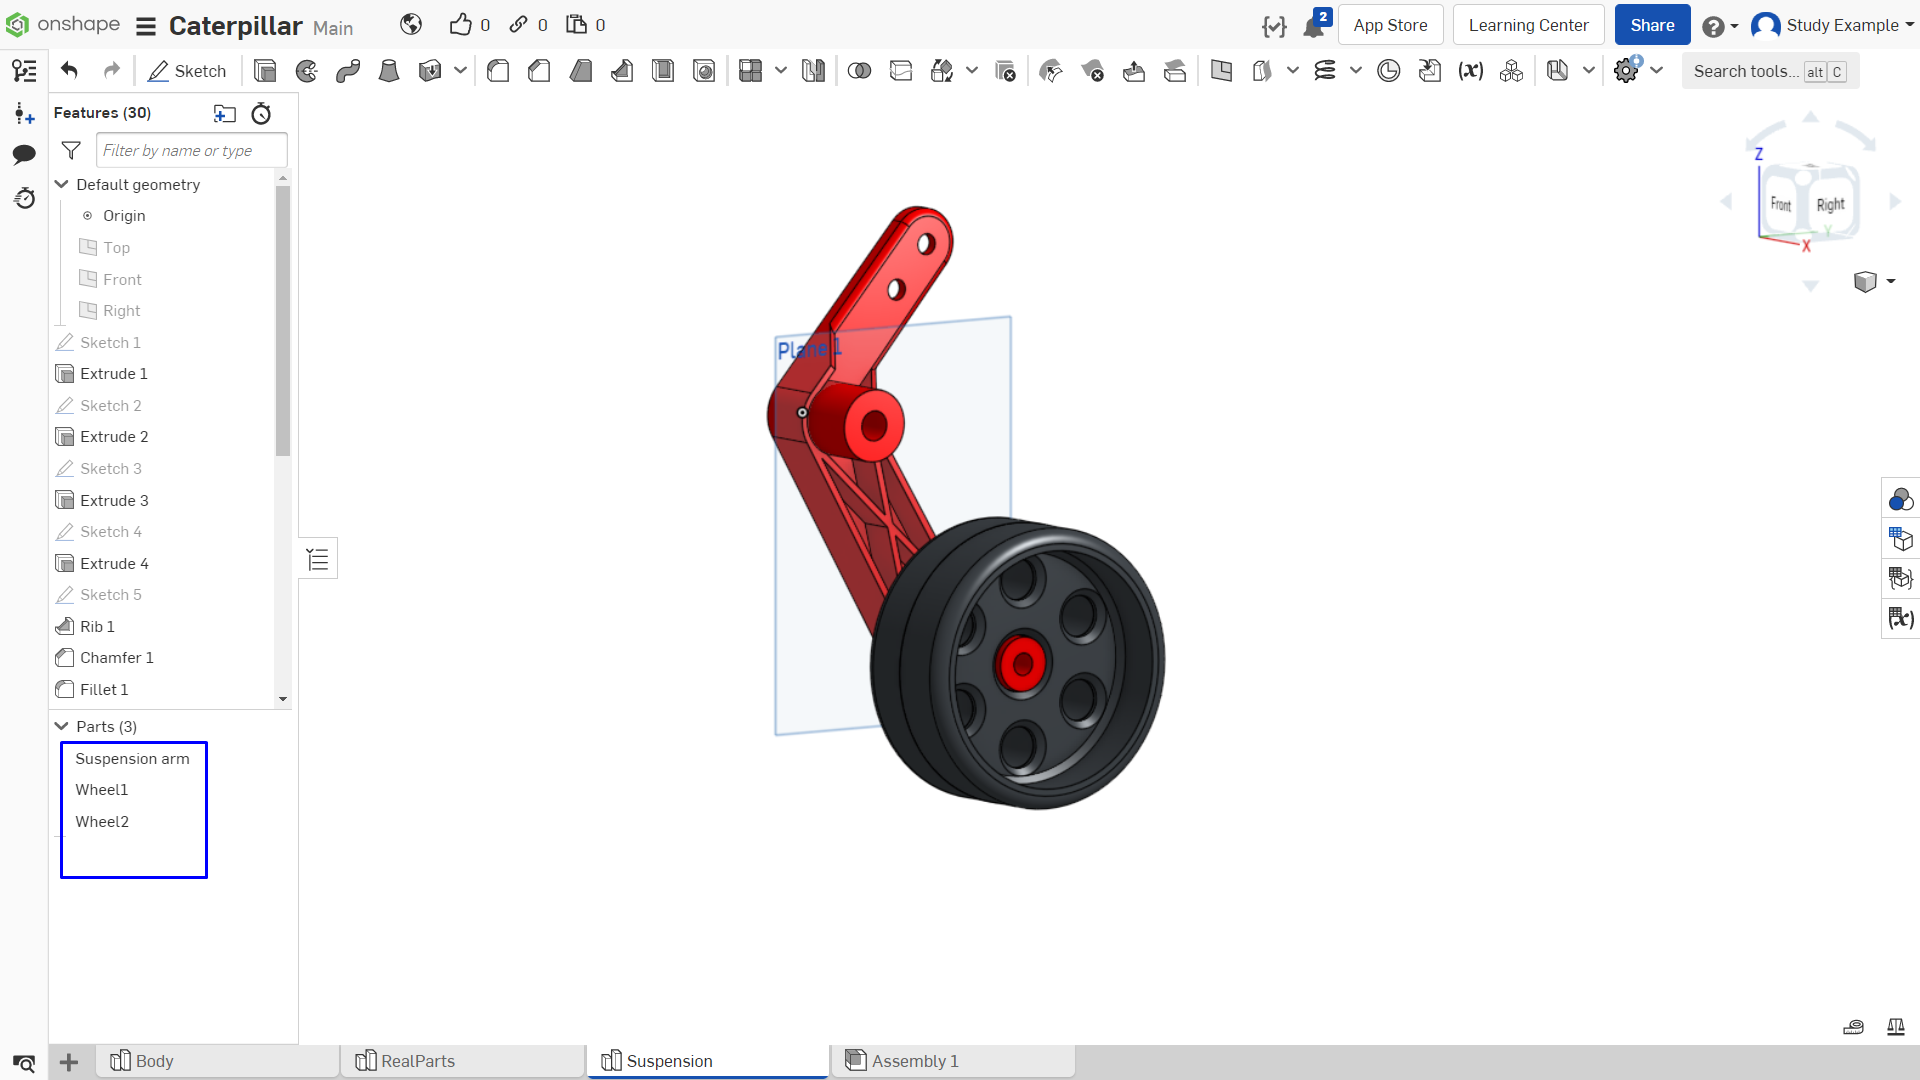 onshape Caterpillar Main 0 0 0 2 App Store Learning Center Share Study Example
Sketch Search tools... alt C
Features (30)
Filter by name or type
Default geometry
Origin
Top
Front
Right
Sketch 1
Extrude 1
Sketch 2
Extrude 2
Sketch 3
Extrude 3
Sketch 4
Extrude 4
Sketch 5
Rib 1
Chamfer 1
Fillet 1
Parts (3)
Suspension arm
Wheel1
Wheel2
Plane 1
Z
Front Right
Y
X
Body RealParts Suspension Assembly 1